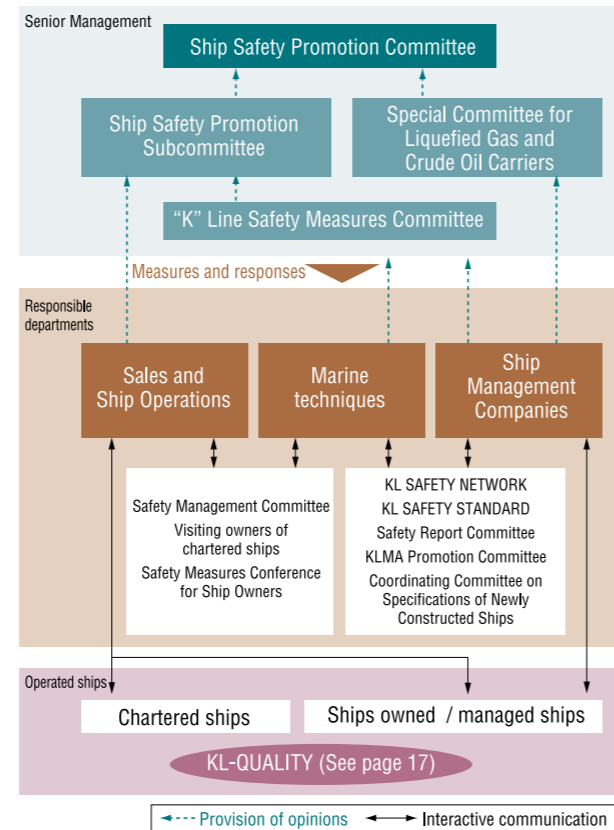 Senior Management
Ship Safety Promotion Committee
Ship Safety Promotion
Subcommittee
Special Committee for
Liquefied Gas and
Crude Oil Carriers
“K” Line Safety Measures Committee
Measures and responses
Responsible
departments
Sales and
Ship Operations
Marine
techniques
Ship
Management
Companies
Safety Management Committee
Visiting owners of
chartered ships
Safety Measures Conference
for Ship Owners
KL SAFETY NETWORK
KL SAFETY STANDARD
Safety Report Committee
KLMA Promotion Committee
Coordinating Committee on
Specifications of Newly
Constructed Ships
Operated ships
Chartered ships
Ships owned / managed ships
KL-QUALITY (See page 17)
Provision of opinions
Interactive communication